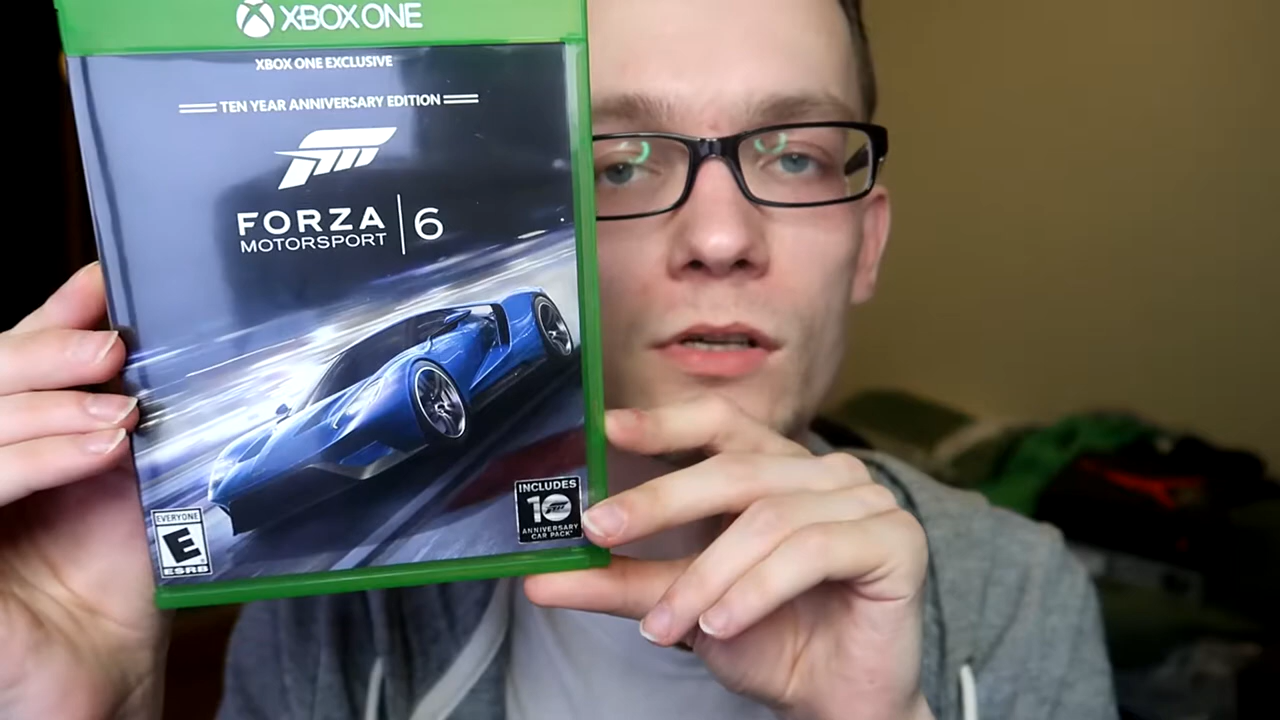 XBOX ONE
XBOX ONE EXCLUSIVE
TEN YEAR ANNIVERSARY EDITION
FORZA
MOTORSPORT
6
INCLUDES
10
ANNIVERSARY
CAR PACK*
EVERYONE
E
ESRB